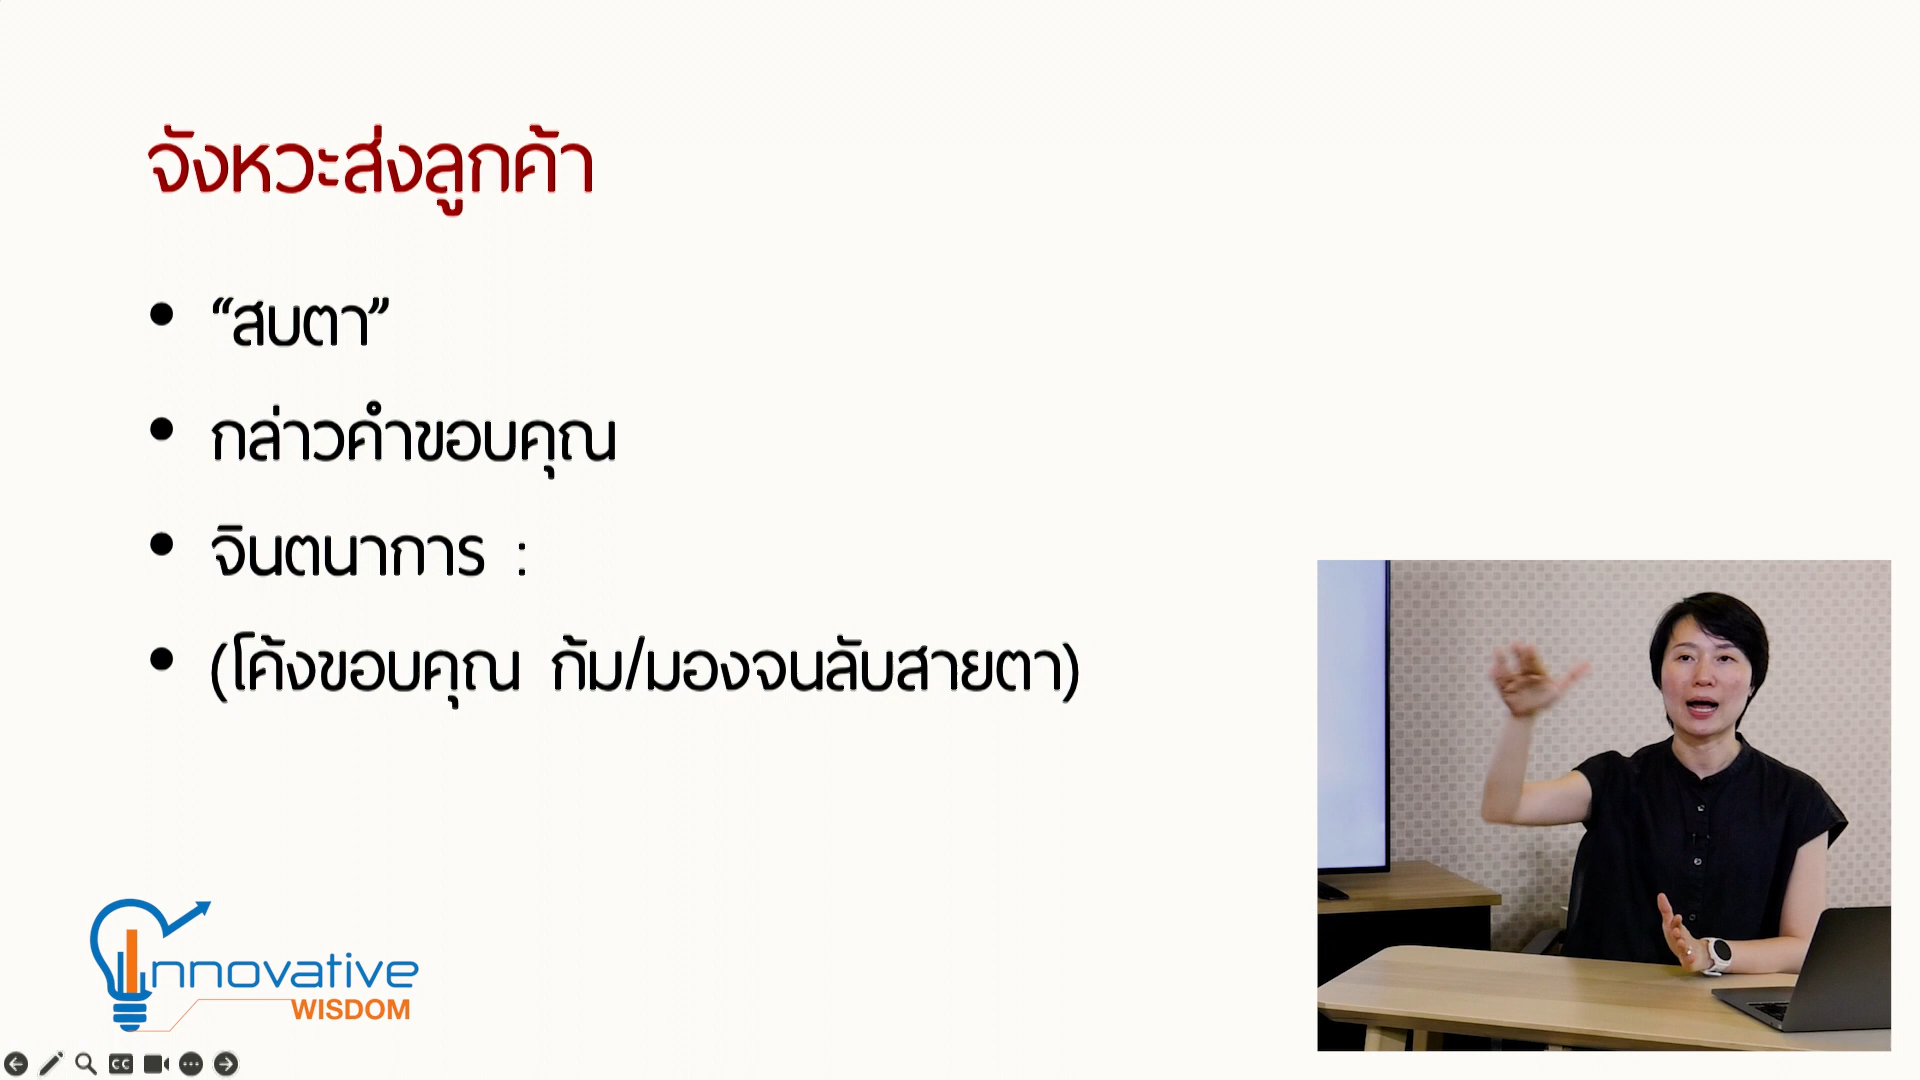 จังหวะส่งลูกค้า
• “สบตา”
• กล่าวคำขอบคุณ
• จินตนาการ :
• (โค้งขอบคุณ ก้ม/มองจนลับสายตา)
innovative
WISDOM
CC